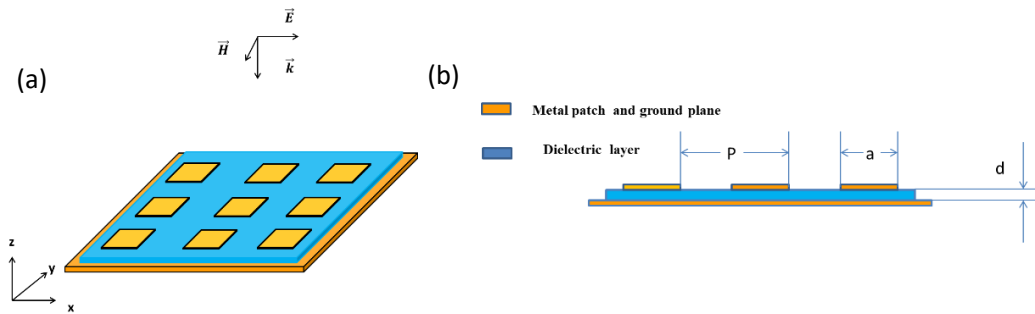 E
H
k
(a)
(b)
Metal patch and ground plane
Dielectric layer
P
a
d
z
y
x